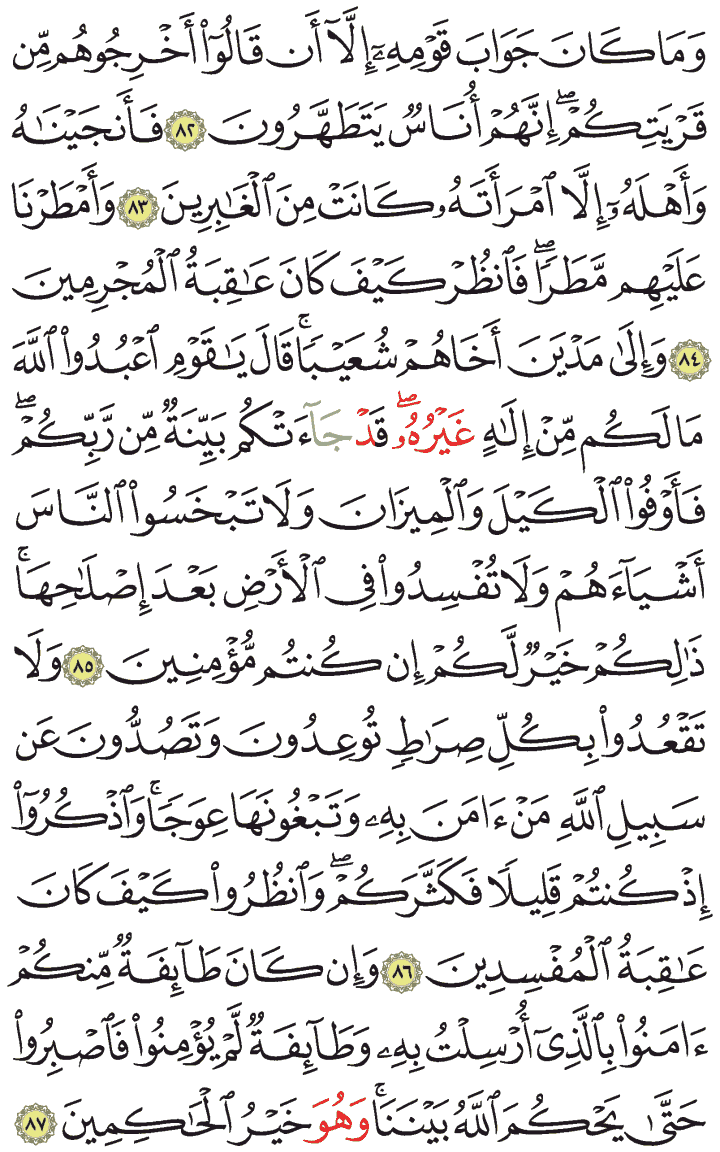 وَمَا كَانَ جَوَابَ قَوْمِهِۦٓ إِلَّآ أَن قَالُوٓا۟ أَخْرِجُوهُم مِّن
قَرْيَتِكُمْ ۖ إِنَّهُمْ أُنَاسٌ يَتَطَهَّرُونَ ٨٢ فَأَنجَيْنَٰهُ
وَأَهْلَهُۥٓ إِلَّا ٱمْرَأَتَهُۥ كَانَتْ مِنَ ٱلْغَٰبِرِينَ ٨٣ وَأَمْطَرْنَا
عَلَيْهِم مَّطَرًا ۖ فَٱنظُرْ كَيْفَ كَانَ عَٰقِبَةُ ٱلْمُجْرِمِينَ
٨٤ وَإِلَىٰ مَدْيَنَ أَخَاهُمْ شُعَيْبًا ۚ قَالَ يَٰقَوْمِ ٱعْبُدُوا۟ ٱللَّهَ
مَا لَكُم مِّنْ إِلَٰهٍ غَيْرُهُۥ ۖ قَدْ جَآءَتْكُم بَيِّنَةٌ مِّن رَّبِّكُمْ ۖ
فَأَوْفُوا۟ ٱلْكَيْلَ وَٱلْمِيزَانَ وَلَا تَبْخَسُوا۟ ٱلنَّاسَ
أَشْيَآءَهُمْ وَلَا تُفْسِدُوا۟ فِى ٱلْأَرْضِ بَعْدَ إِصْلَٰحِهَا ۚ
ذَٰلِكُمْ خَيْرٌ لَّكُمْ إِن كُنتُم مُّؤْمِنِينَ ٨٥ وَلَا
تَقْعُدُوا۟ بِكُلِّ صِرَٰطٍ تُوعِدُونَ وَتَصُدُّونَ عَن
سَبِيلِ ٱللَّهِ مَنْ ءَامَنَ بِهِۦ وَتَبْغُونَهَا عِوَجًا ۚ وَٱذْكُرُوٓا۟
إِذْ كُنتُمْ قَلِيلًا فَكَثَّرَكُمْ ۖ وَٱنظُرُوا۟ كَيْفَ كَانَ
عَٰقِبَةُ ٱلْمُفْسِدِينَ ٨٦ وَإِن كَانَ طَآئِفَةٌ مِّنكُمْ
ءَامَنُوا۟ بِٱلَّذِىٓ أُرْسِلْتُ بِهِۦ وَطَآئِفَةٌ لَّمْ يُؤْمِنُوا۟ فَٱصْبِرُوا۟
حَتَّىٰ يَحْكُمَ ٱللَّهُ بَيْنَنَا ۚ وَهُوَ خَيْرُ ٱلْحَٰكِمِينَ ٨٧